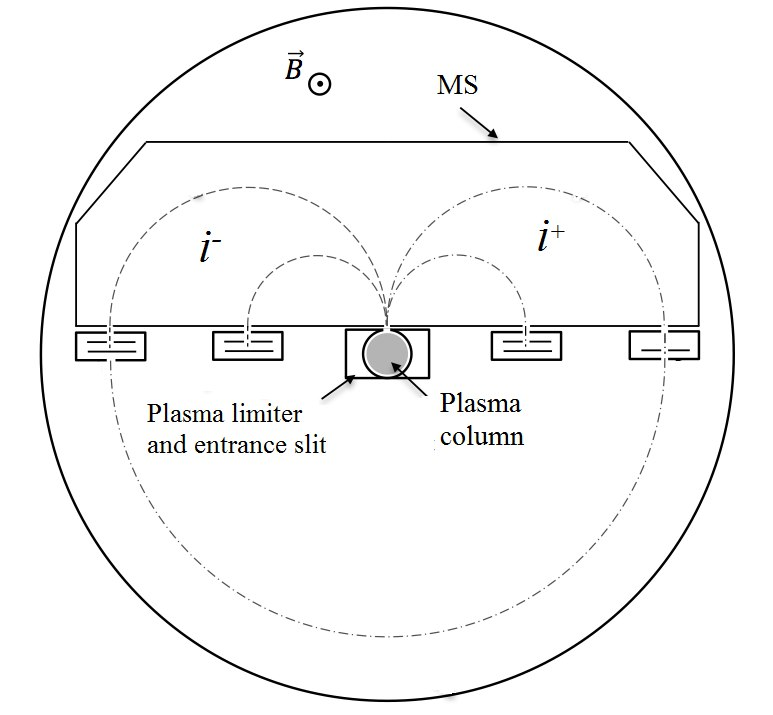 B⃗
MS
i⁻
i⁺
Plasma limiter
and entrance slit
Plasma
column